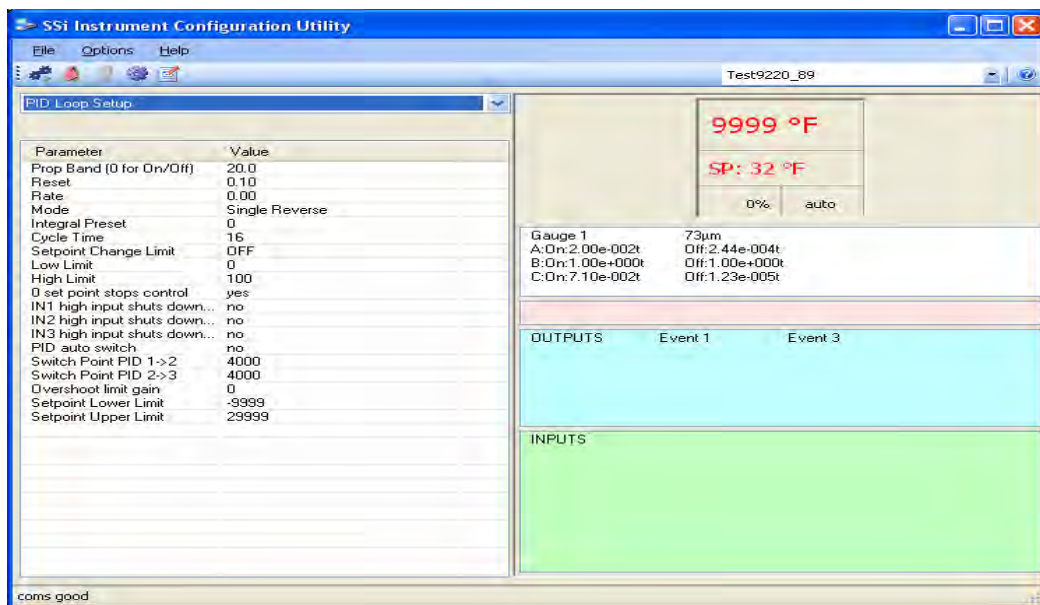 SSi Instrument Configuration Utility
File Options Help
Test9220_89
PID Loop Setup
Parameter Value
Prop Band (0 for On/Off) 20.0
Reset 0.10
Rate 0.00
Mode Single Reverse
Integral Preset 0
Cycle Time 16
Setpoint Change Limit OFF
Low Limit 0
High Limit 100
0 set point stops control yes
IN1 high input shuts down... no
IN2 high input shuts down... no
IN3 high input shuts down... no
PID auto switch no
Switch Point PID 1->2 4000
Switch Point PID 2->3 4000
Overshoot limit gain 0
Setpoint Lower Limit -9999
Setpoint Upper Limit 29999
9999 °F
SP: 32 °F
0% auto
Gauge 1 73µm
A:On:2.00e-002t Off:2.44e-004t
B:On:1.00e+000t Off:1.00e+000t
C:On:7.10e-002t Off:1.23e-005t
OUTPUTS Event 1 Event 3
INPUTS
coms good